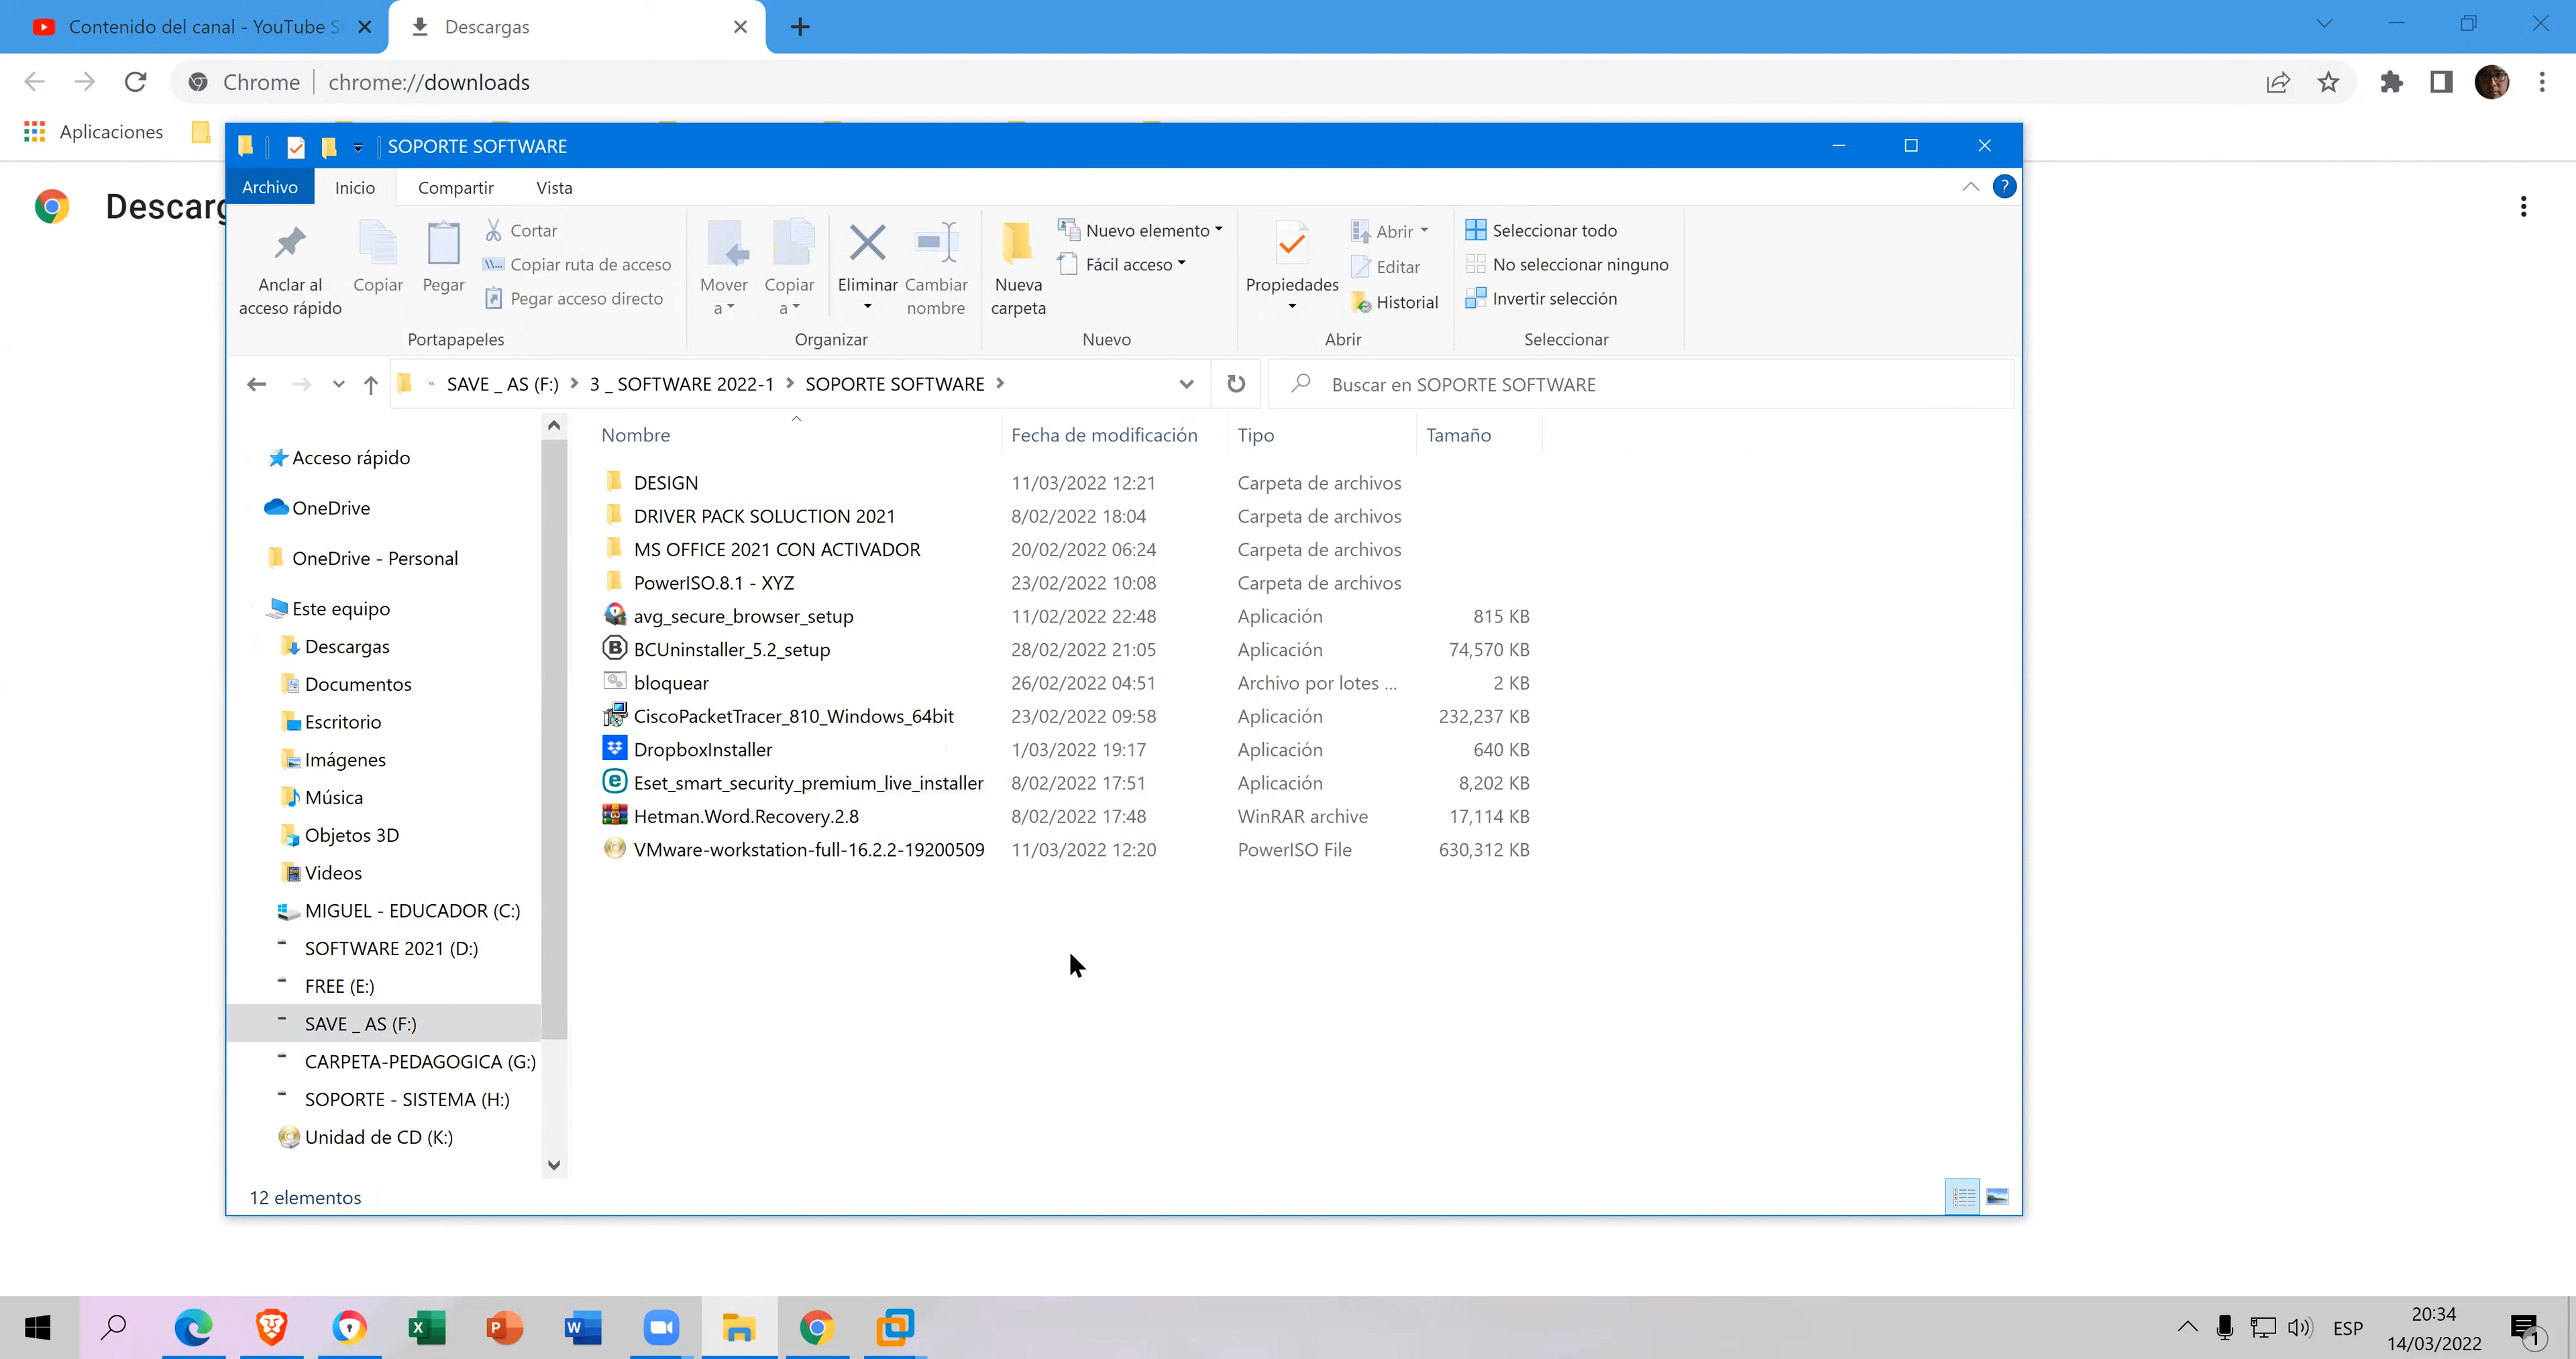 Contenido del canal - YouTube S
Descargas
Chrome
chrome://downloads
Aplicaciones
SOPORTE SOFTWARE
Archivo
Inicio
Compartir
Vista
Descarg
Anclar al acceso rápido
Copiar
Pegar
Cortar
Copiar ruta de acceso
Pegar acceso directo
Mover a
Copiar a
Eliminar
Cambiar nombre
Nueva carpeta
Nuevo elemento
Fácil acceso
Propiedades
Abrir
Editar
Historial
Seleccionar todo
No seleccionar ninguno
Invertir selección
Portapapeles
Organizar
Nuevo
Abrir
Seleccionar
« SAVE _ AS (F:) > 3 _ SOFTWARE 2022-1 > SOPORTE SOFTWARE >
Buscar en SOPORTE SOFTWARE
Acceso rápido
OneDrive
OneDrive - Personal
Este equipo
Descargas
Documentos
Escritorio
Imágenes
Música
Objetos 3D
Videos
MIGUEL - EDUCADOR (C:)
SOFTWARE 2021 (D:)
FREE (E:)
SAVE _ AS (F:)
CARPETA-PEDAGOGICA (G:)
SOPORTE - SISTEMA (H:)
Unidad de CD (K:)
Nombre Fecha de modificación Tipo Tamaño
DESIGN 11/03/2022 12:21 Carpeta de archivos
DRIVER PACK SOLUCTION 2021 8/02/2022 18:04 Carpeta de archivos
MS OFFICE 2021 CON ACTIVADOR 20/02/2022 06:24 Carpeta de archivos
PowerISO.8.1 - XYZ 23/02/2022 10:08 Carpeta de archivos
avg_secure_browser_setup 11/02/2022 22:48 Aplicación 815 KB
BCUninstaller_5.2_setup 28/02/2022 21:05 Aplicación 74,570 KB
bloquear 26/02/2022 04:51 Archivo por lotes ... 2 KB
CiscoPacketTracer_810_Windows_64bit 23/02/2022 09:58 Aplicación 232,237 KB
DropboxInstaller 1/03/2022 19:17 Aplicación 640 KB
Eset_smart_security_premium_live_installer 8/02/2022 17:51 Aplicación 8,202 KB
Hetman.Word.Recovery.2.8 8/02/2022 17:48 WinRAR archive 17,114 KB
VMware-workstation-full-16.2.2-19200509 11/03/2022 12:20 PowerISO File 630,312 KB
12 elementos
ESP
20:34
14/03/2022
1